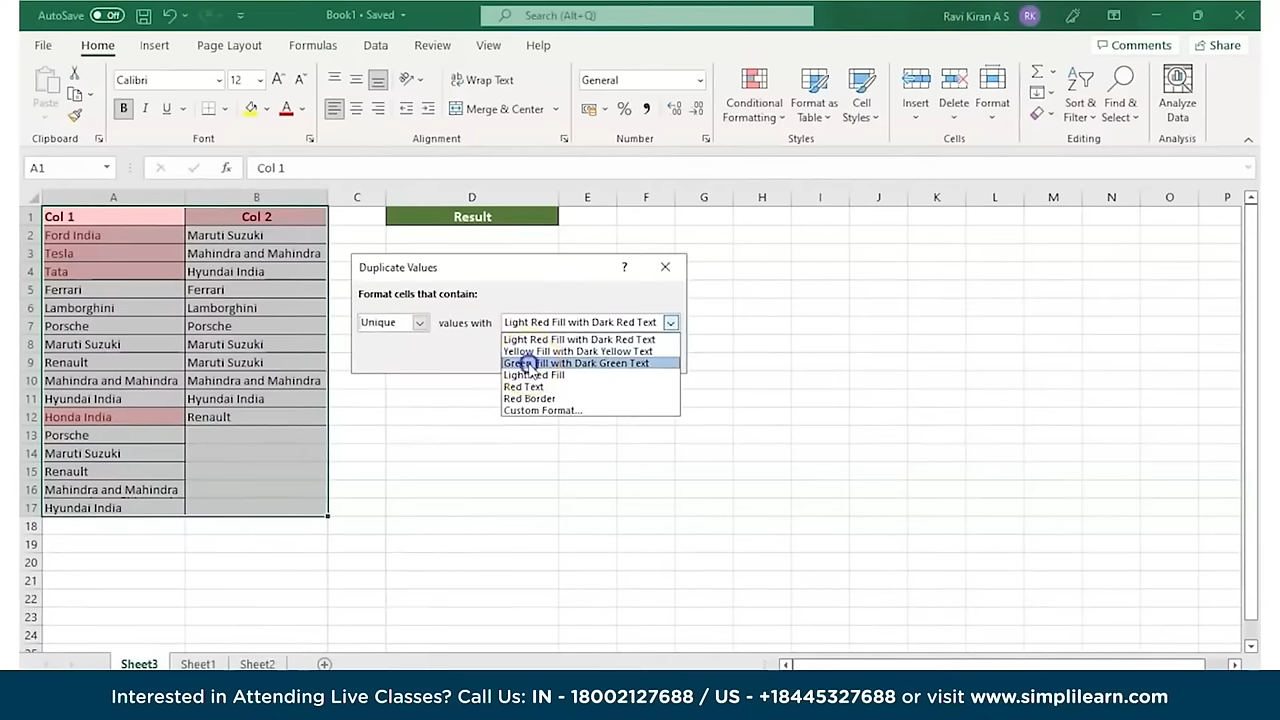 AutoSave Off Book1 • Saved Search (Alt+Q) Ravi Kiran A S RK
File Home Insert Page Layout Formulas Data Review View Help Comments Share
Calibri 12 Wrap Text General
Paste B I U Merge & Center % Conditional Formatting Format as Table Cell Styles Insert Delete Format Sort & Filter Find & Select Analyze Data
Clipboard Font Alignment Number Styles Cells Editing Analysis
A1 fx Col 1
A B C D E F G H I J K L M N O P
1 Col 1 Col 2 Result
2 Ford India Maruti Suzuki
3 Tesla Mahindra and Mahindra
4 Tata Hyundai India
5 Ferrari Ferrari
6 Lamborghini Lamborghini
7 Porsche Porsche
8 Maruti Suzuki Maruti Suzuki
9 Renault Maruti Suzuki
10 Mahindra and Mahindra Mahindra and Mahindra
11 Hyundai India Hyundai India
12 Honda India Renault
13 Porsche
14 Maruti Suzuki
15 Renault
16 Mahindra and Mahindra
17 Hyundai India
18
19
20
21
22
23
24
Duplicate Values ?
Format cells that contain:
Unique values with Light Red Fill with Dark Red Text
Light Red Fill with Dark Red Text
Yellow Fill with Dark Yellow Text
Green Fill with Dark Green Text
Light Red Fill
Red Text
Red Border
Custom Format...
Sheet3 Sheet1 Sheet2
Interested in Attending Live Classes? Call Us: IN - 18002127688 / US - +18445327688 or visit www.simplilearn.com